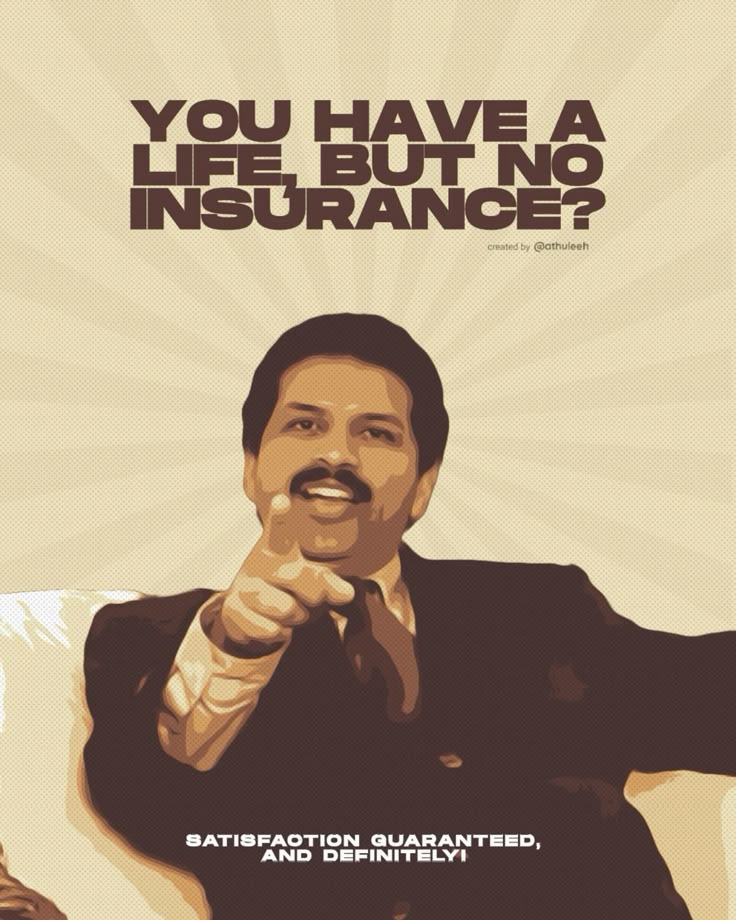 YOU HAVE A
LIFE, BUT NO
INSURANCE?
created by @athuleeh
SATISFACTION GUARANTEED,
AND DEFINITELY!